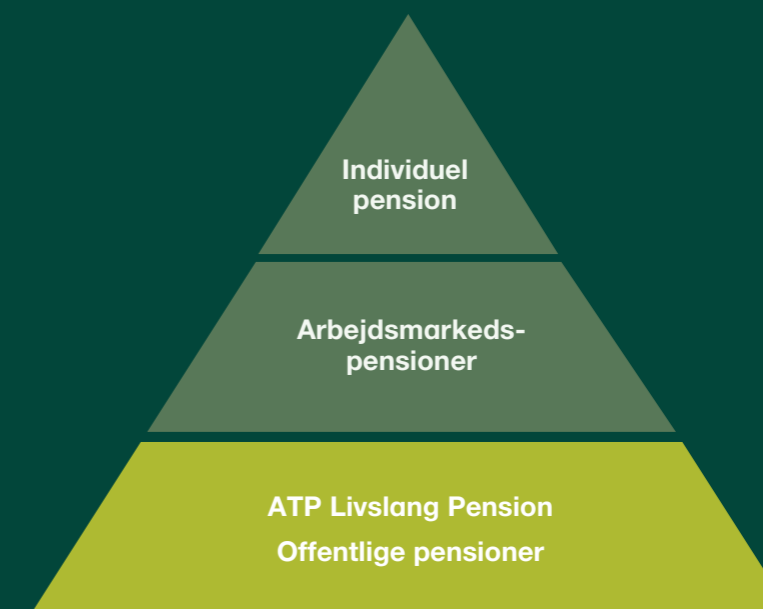 Individuel
pension
Arbejdsmarkeds-
pensioner
ATP Livslang Pension
Offentlige pensioner